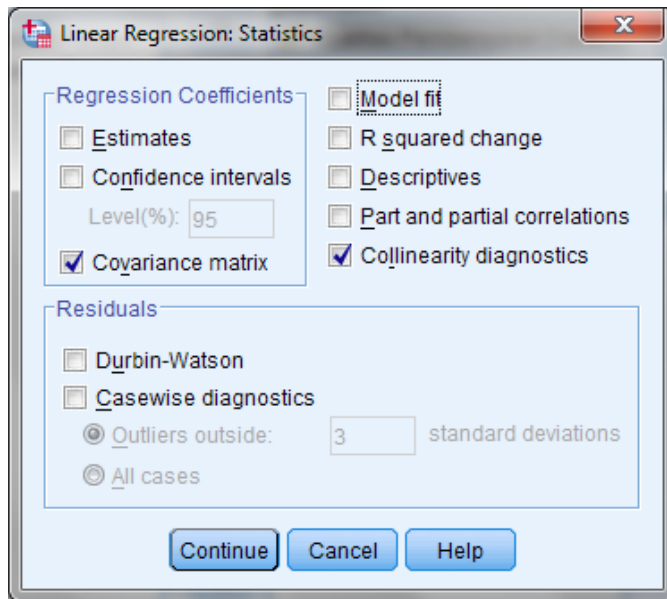 Linear Regression: Statistics
Regression Coefficients
Estimates
Confidence intervals
Level(%): 95
Covariance matrix
Model fit
R squared change
Descriptives
Part and partial correlations
Collinearity diagnostics
Residuals
Durbin-Watson
Casewise diagnostics
Outliers outside: 3 standard deviations
All cases
Continue Cancel Help